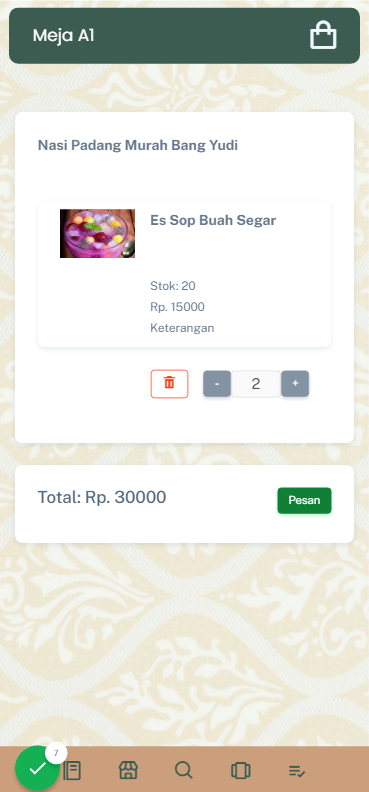 Meja A1
Nasi Padang Murah Bang Yudi
Es Sop Buah Segar
Stok: 20
Rp. 15000
Keterangan
- 2 +
Total: Rp. 30000
Pesan
7